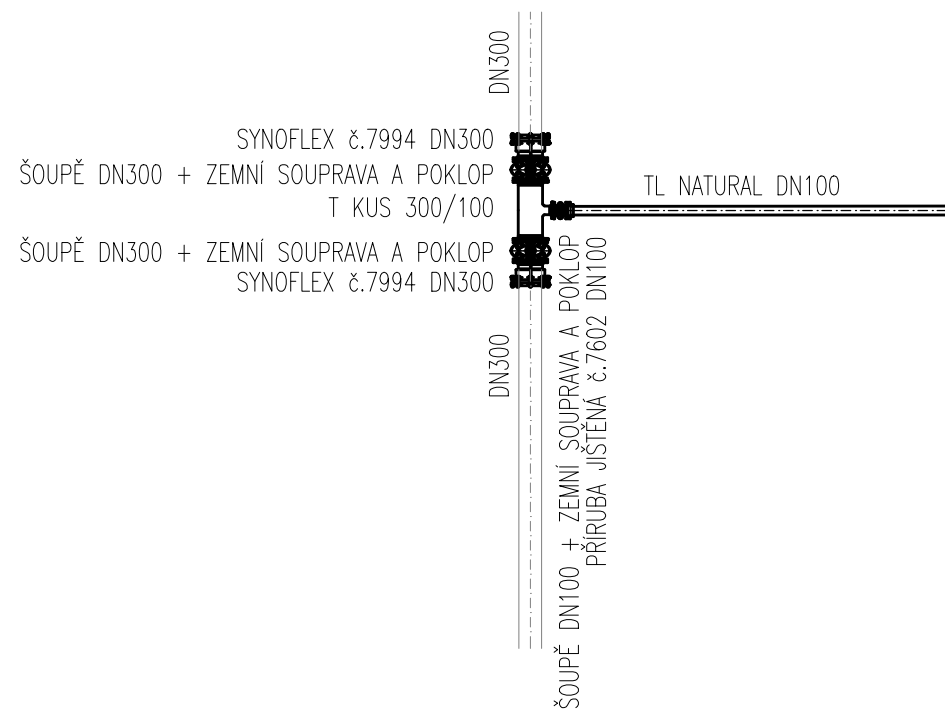 DN300
SYNOFLEX č.7994 DN300
ŠOUPĚ DN300 + ZEMNÍ SOUPRAVA A POKLOP
T KUS 300/100
TL NATURAL DN100
ŠOUPĚ DN300 + ZEMNÍ SOUPRAVA A POKLOP
SYNOFLEX č.7994 DN300
DN300
ŠOUPĚ DN100 + ZEMNÍ SOUPRAVA A POKLOP
PŘÍRUBA JIŠTĚNÁ č.7602 DN100